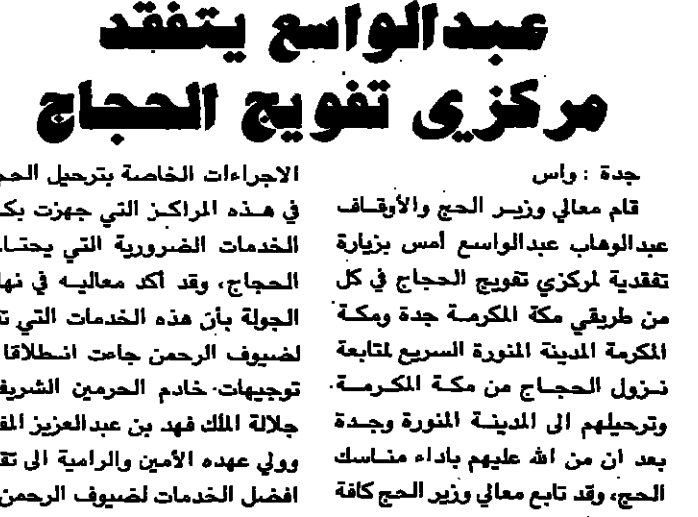 عبدالواسع يتفقد
مركزي تفويج الحجاج
جدة : واس
قام معالي وزير الحج والأوقاف
عبدالوهاب عبدالواسع أمس بزيارة
تفقدية لمركزي تفويج الحجاج في كل
من طريقي مكة المكرمة جدة ومكة
المكرمة المدينة المنورة السريع لمتابعة
نزول الحجاج من مكة المكرمة
وترحيلهم الى المدينة المنورة وجدة
بعد ان من الله عليهم باداء مناسك
الحج، وقد تابع معالي وزير الحج كافة
الاجراءات الخاصة بترحيل
في هذه المراكز التي جهزت
الخدمات الضرورية التي
الحجاج، وقد أكد معاليه في
الجولة بأن هذه الخدمات التي
لضيوف الرحمن جاءت انطلاقا
توجيهات خادم الحرمين
جلالة الملك فهد بن عبدالعزيز
وولي عهده الأمين والرامية الى
افضل الخدمات لضيوف الرحمن